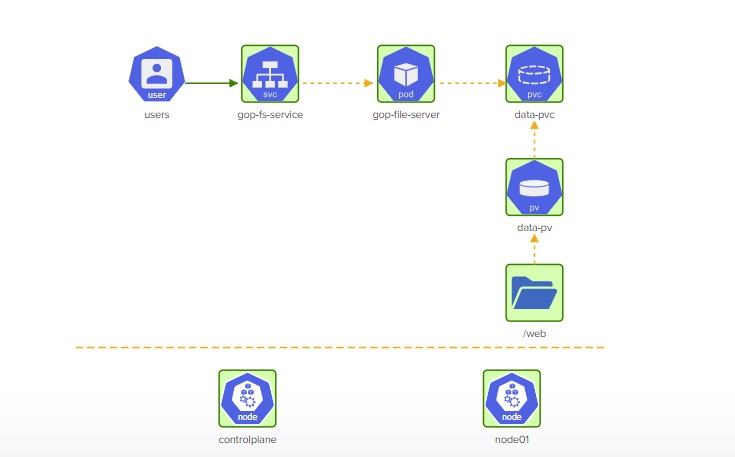 user
svc
pod
pvc
users
gop-fs-service
gop-file-server
data-pvc
pv
data-pv
/web
node
node
controlplane
node01